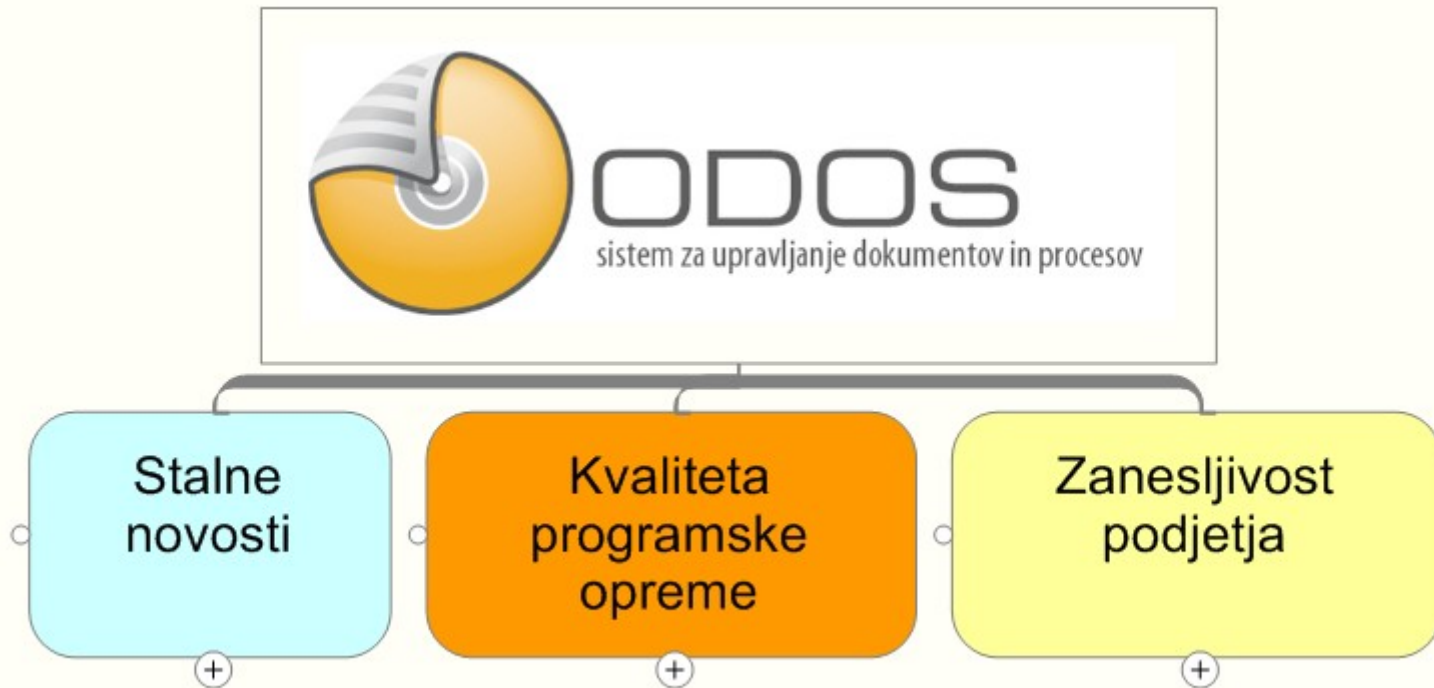 ODOS
sistem za upravljanje dokumentov in procesov
Stalne
novosti
Kvaliteta
programske
opreme
Zanesljivost
podjetja